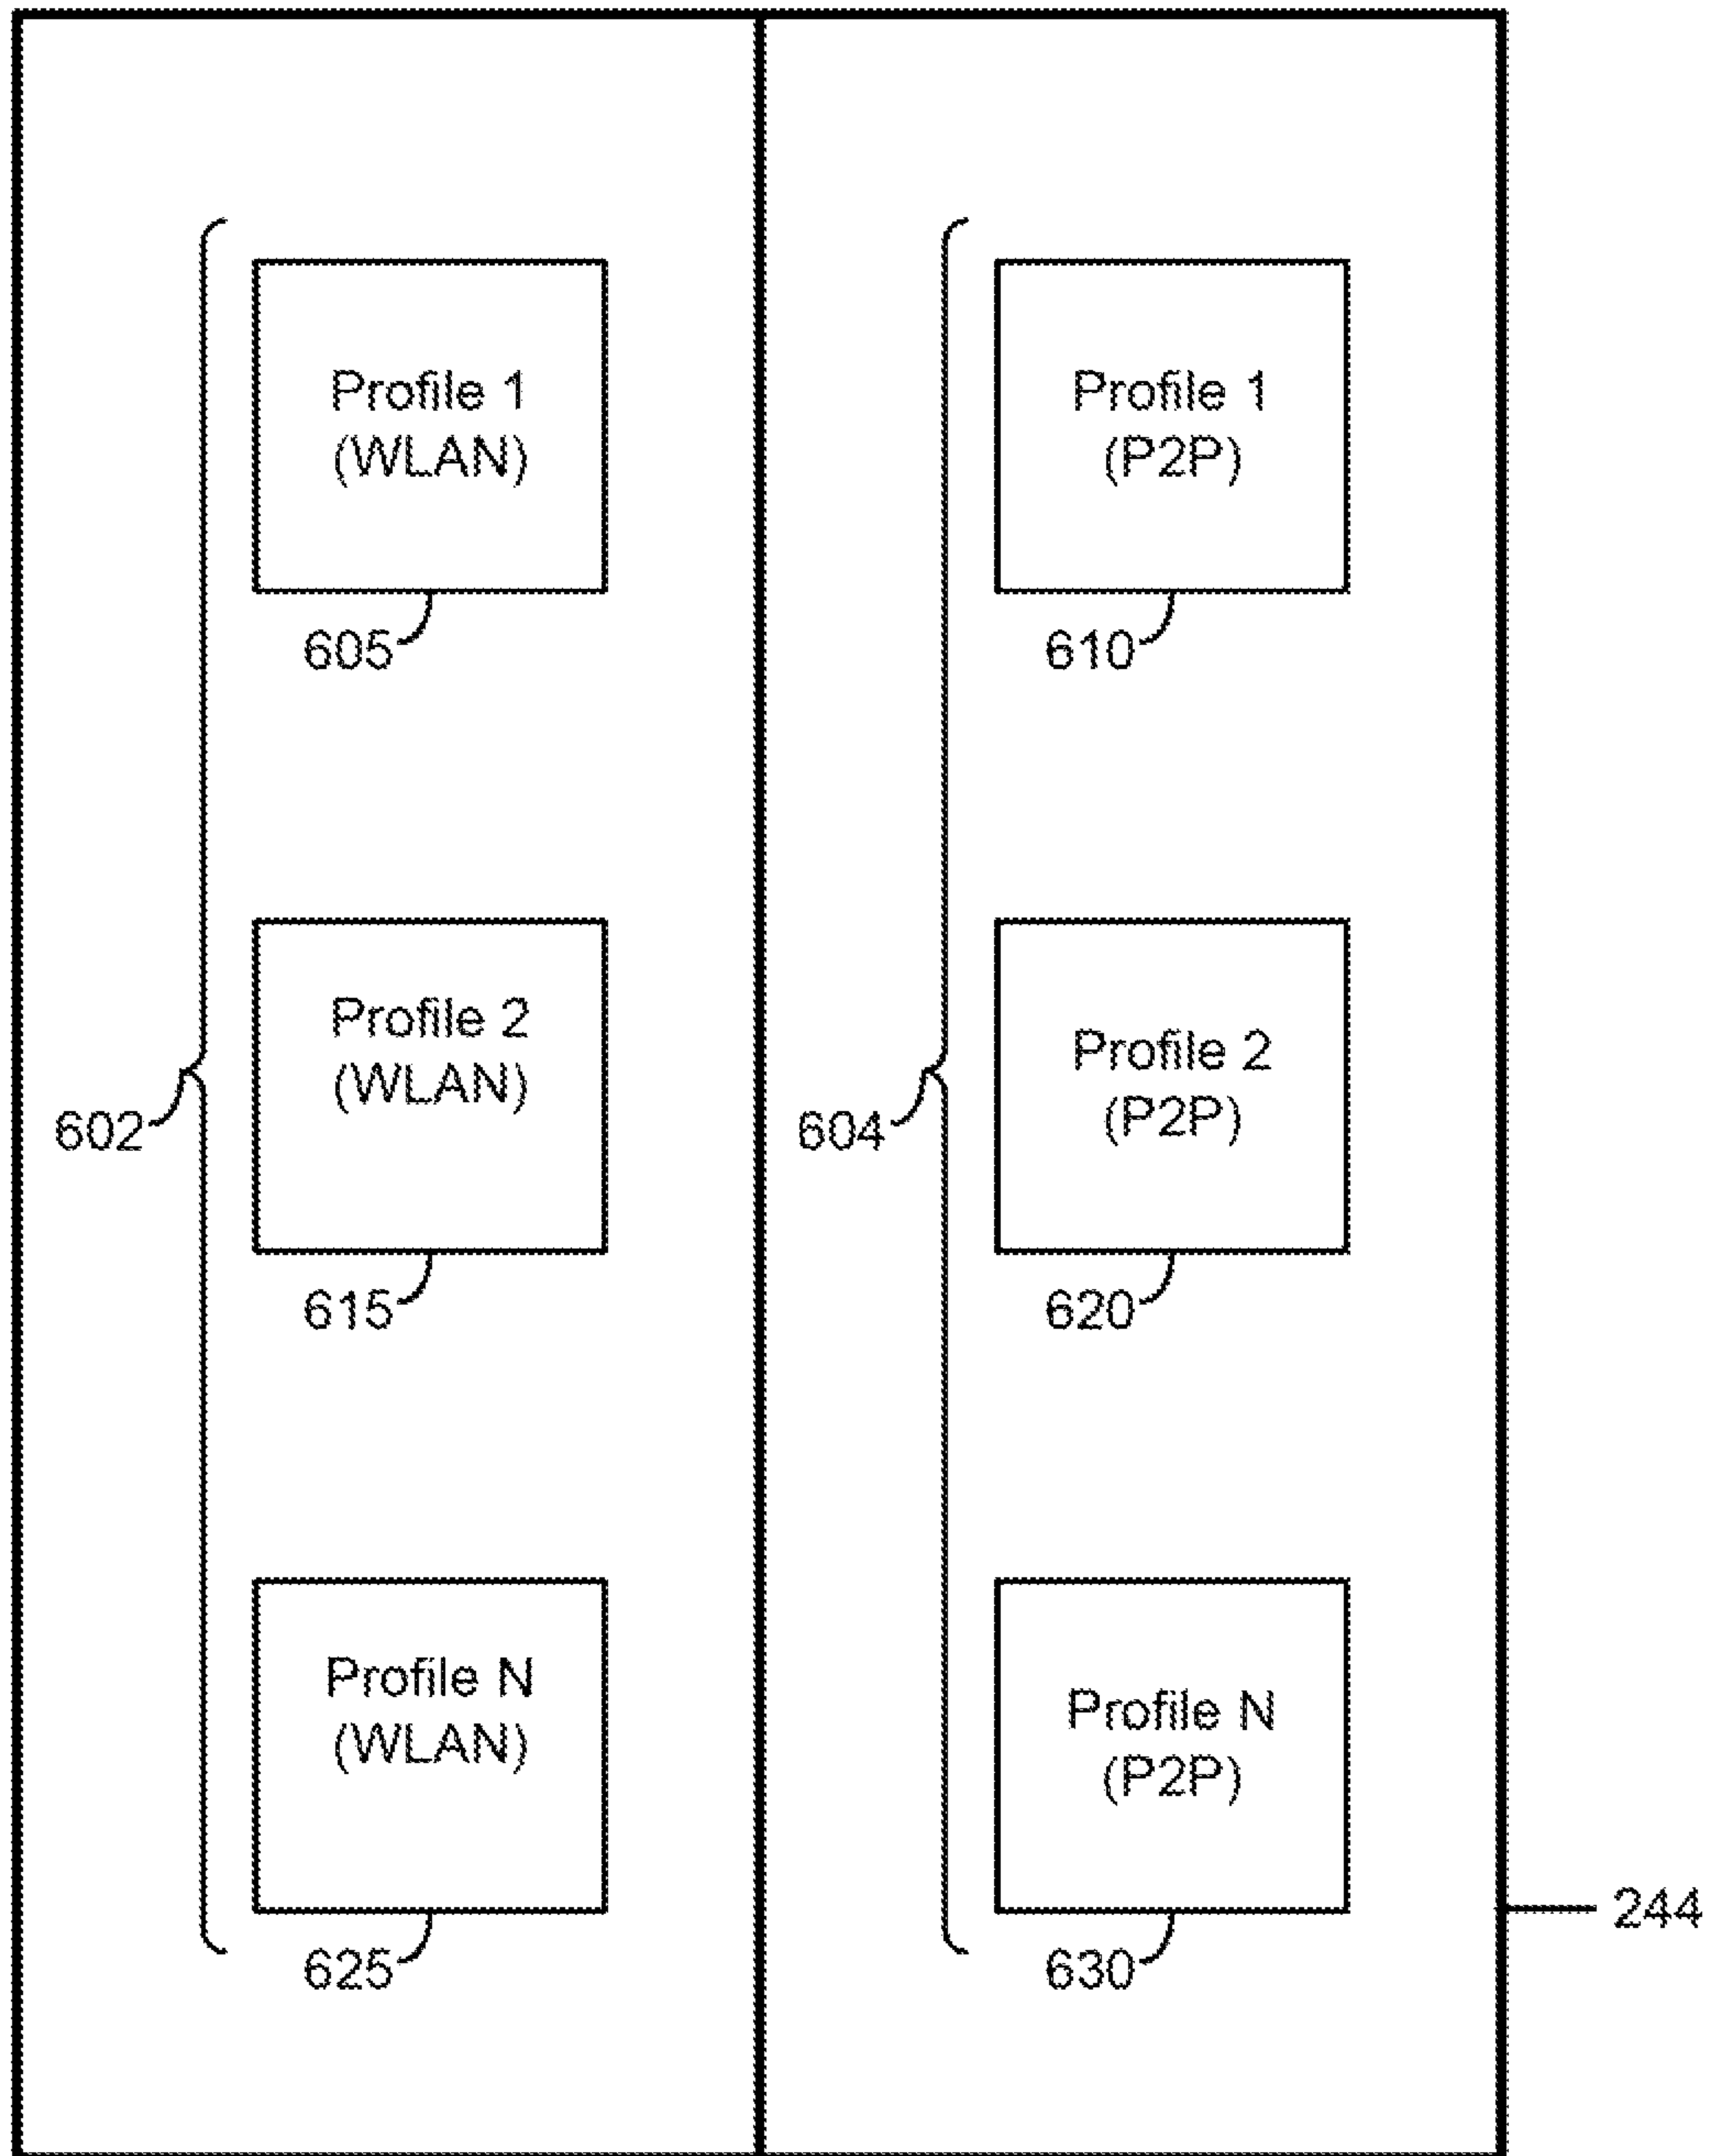 Profile 1
(WLAN)
605
Profile 1
(P2P)
610
602
Profile 2
(WLAN)
615
604
Profile 2
(P2P)
620
Profile N
(WLAN)
625
Profile N
(P2P)
630
244